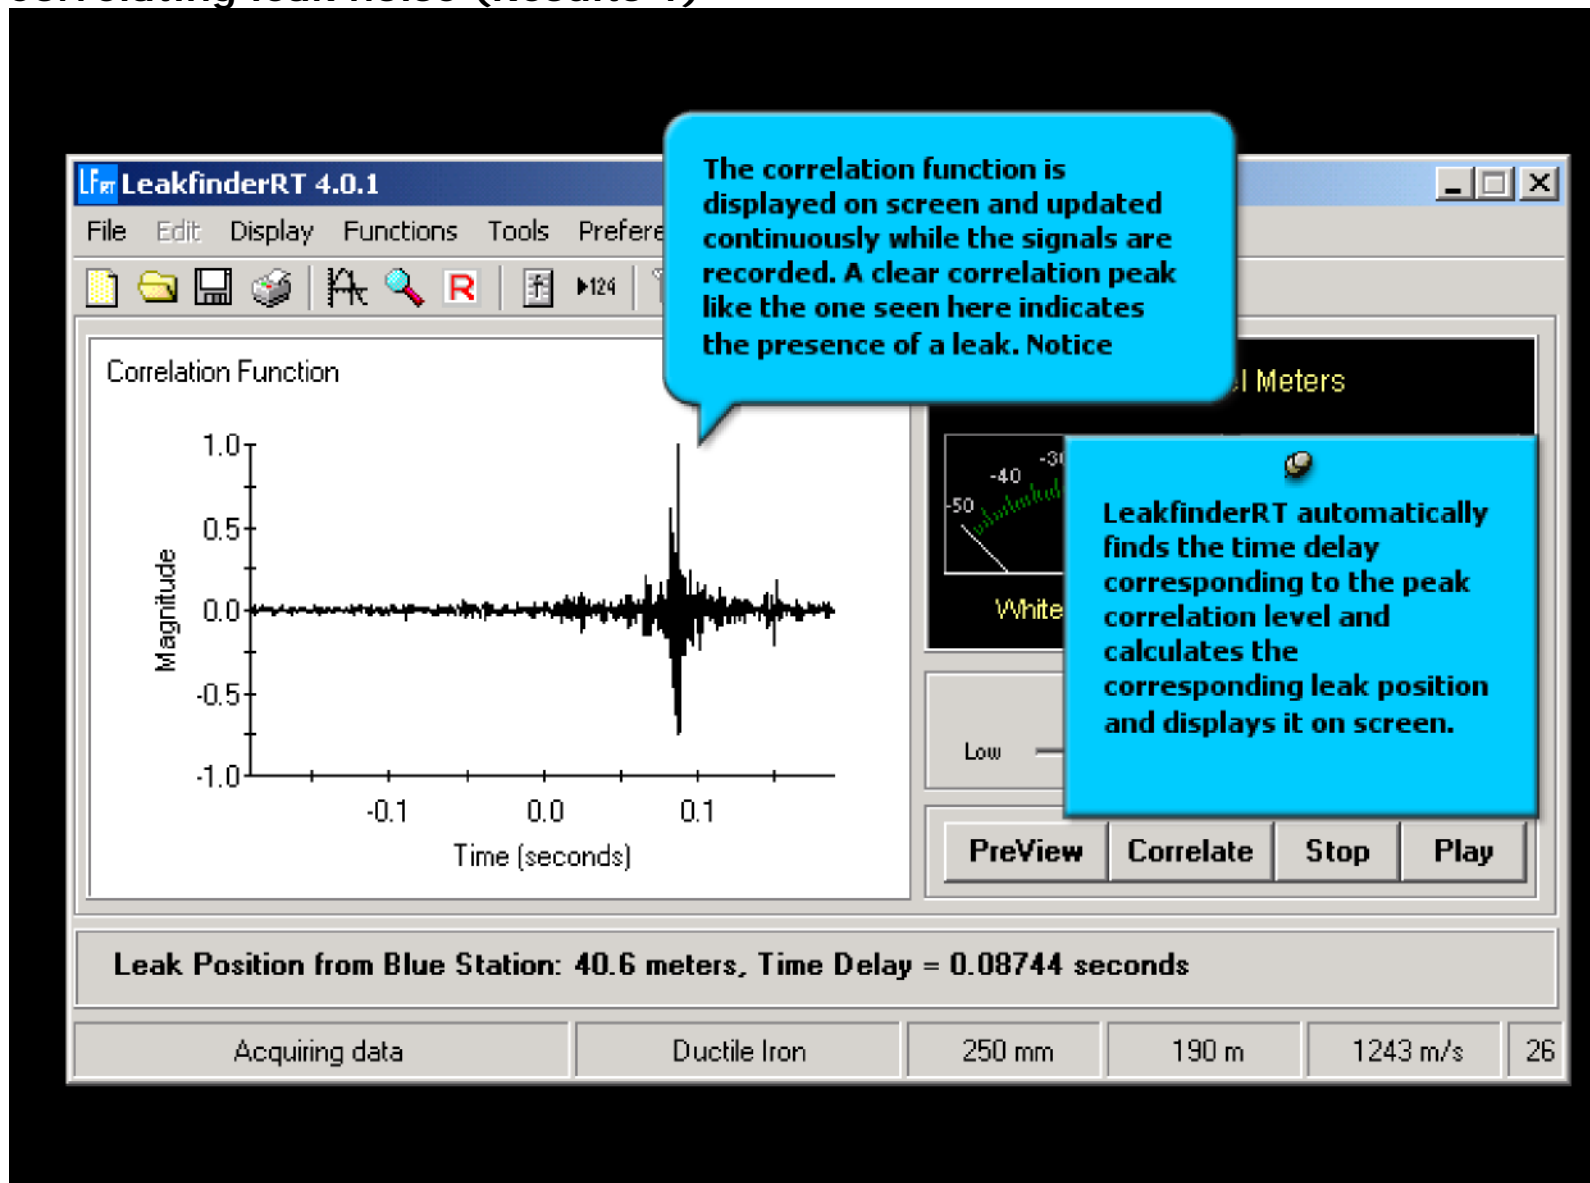 LFRT LeakfinderRT 4.0.1
File Edit Display Functions Tools
The correlation function is
displayed on screen and updated
continuously while the signals are
recorded. A clear correlation peak
like the one seen here indicates
the presence of a leak. Notice
R
124
Correlation Function
1.0
0.5
0.0
-0.5
-1.0
Magnitude
-0.1 0.0 0.1
Time (seconds)
Meters
-50 -40
White
LeakfinderRT automatically
finds the time delay
corresponding to the peak
correlation level and
calculates the
corresponding leak position
and displays it on screen.
Low
PreView Correlate Stop Play
Leak Position from Blue Station: 40.6 meters, Time Delay = 0.08744 seconds
Acquiring data Ductile Iron 250 mm 190 m 1243 m/s 26